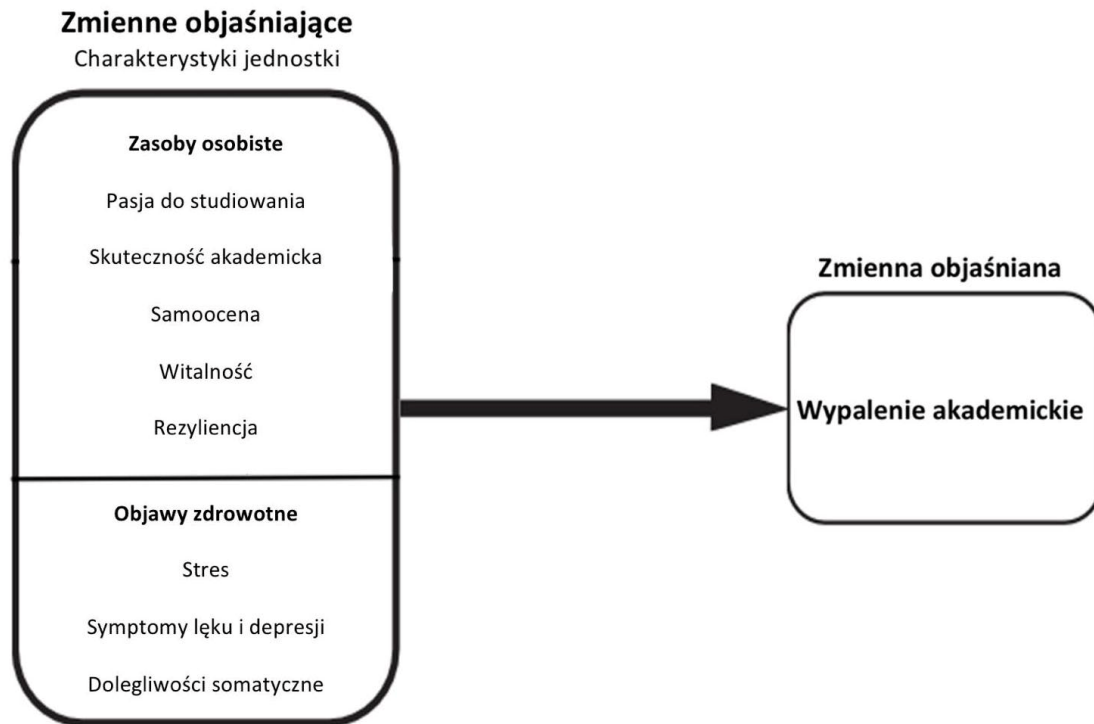 Zmienne objaśniające
Charakterystyki jednostki
Zasoby osobiste
Pasja do studiowania
Skuteczność akademicka
Samoocena
Witalność
Rezyliencja
Objawy zdrowotne
Stres
Symptomy lęku i depresji
Dolegliwości somatyczne
Zmienna objaśniana
Wypalenie akademickie